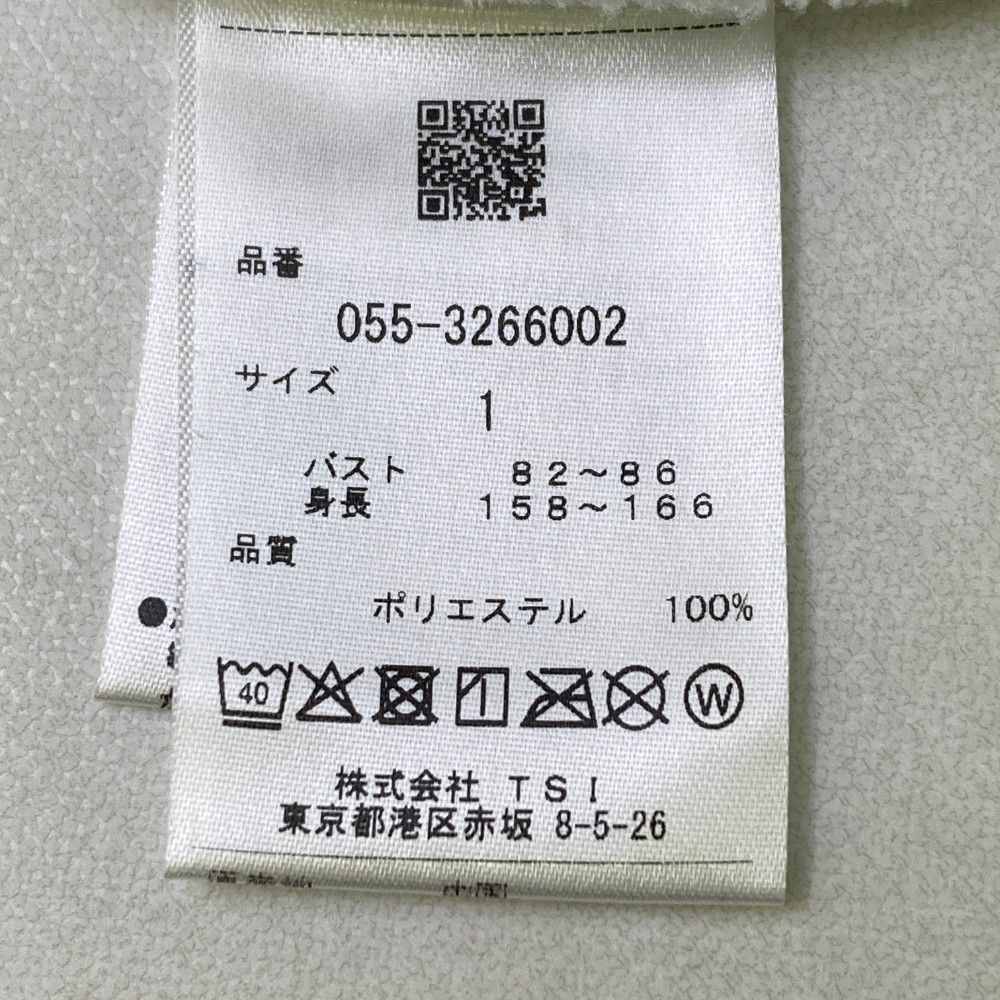 品番
055-3266002
サイズ
1
バスト 82~86
身長 158~166
品質
ポリエステル 100%
40
W
株式会社 TSI
東京都港区赤坂 8-5-26